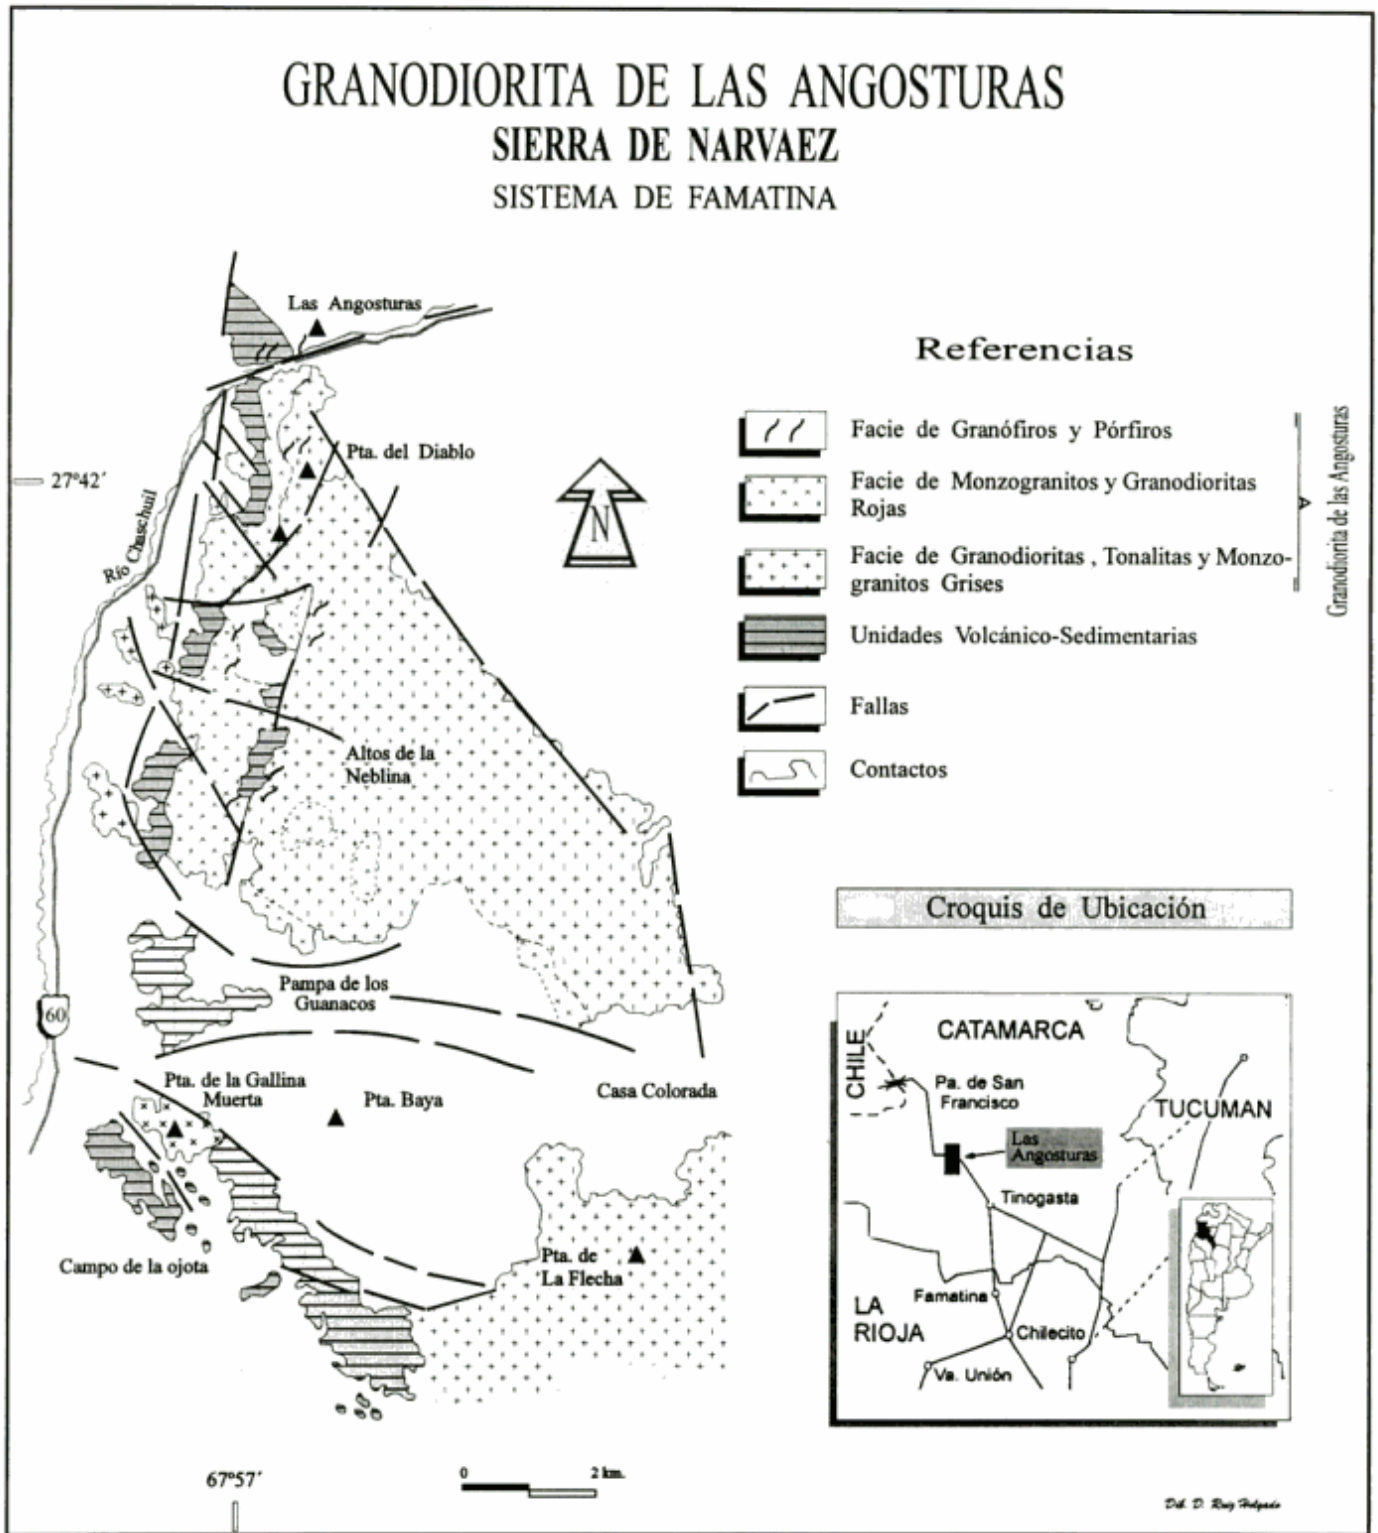 GRANODIORITA DE LAS ANGOSTURAS
SIERRA DE NARVAEZ
SISTEMA DE FAMATINA
Las Angosturas
Pta. del Diablo
27°42´
Río Chaschuil
N
Altos de la
Neblina
Pampa de los
Guanacos
60
Pta. de la Gallina
Muerta
Pta. Baya
Casa Colorada
Campo de la ojota
Pta. de
La Flecha
67°57´
0 2 km.
Referencias
Facie de Granófiros y Pórfiros
Facie de Monzogranitos y Granodioritas
Rojas
Facie de Granodioritas , Tonalitas y Monzo-
granitos Grises
Granodiorita de las Angosturas
Unidades Volcánico-Sedimentarias
Fallas
Contactos
Croquis de Ubicación
CHILE
CATAMARCA
Pa. de San
Francisco
TUCUMAN
Las
Angosturas
Tinogasta
Famatina
LA
RIOJA
Chilecito
Va. Unión
Dib. D. Ruiz Holgado